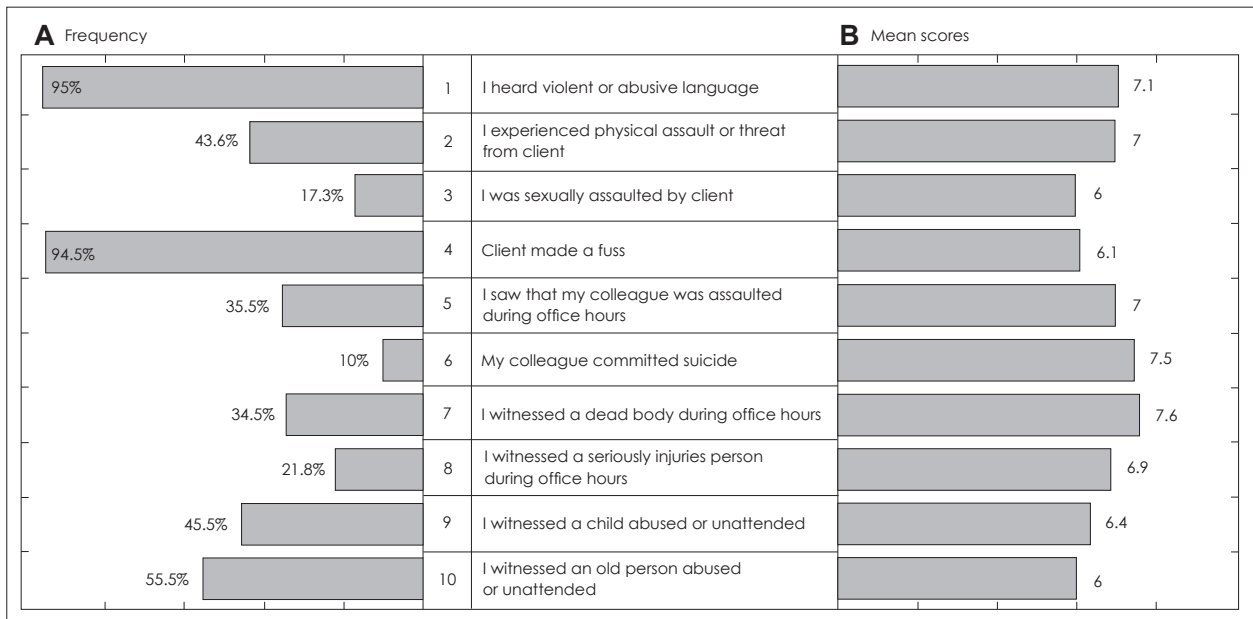 A Frequency
B Mean scores
95%
1
I heard violent or abusive language
7.1
43.6%
2
I experienced physical assault or threat
from client
7
17.3%
3
I was sexually assaulted by client
6
94.5%
4
Client made a fuss
6.1
35.5%
5
I saw that my colleague was assaulted
during office hours
7
10%
6
My colleague committed suicide
7.5
34.5%
7
I witnessed a dead body during office hours
7.6
21.8%
8
I witnessed a seriously injuries person
during office hours
6.9
45.5%
9
I witnessed a child abused or unattended
6.4
55.5%
10
I witnessed an old person abused
or unattended
6